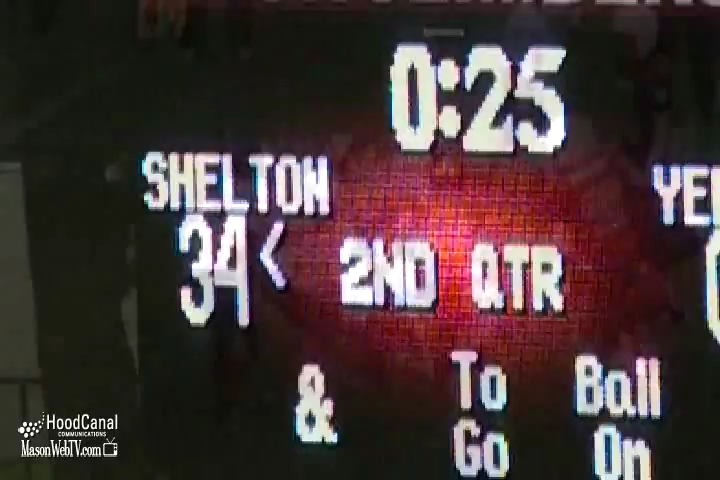 0:25
SHELTON
34<
2ND QTR
& To Ball
Go On
HoodCanal
COMMUNICATIONS
MasonWebTV.com